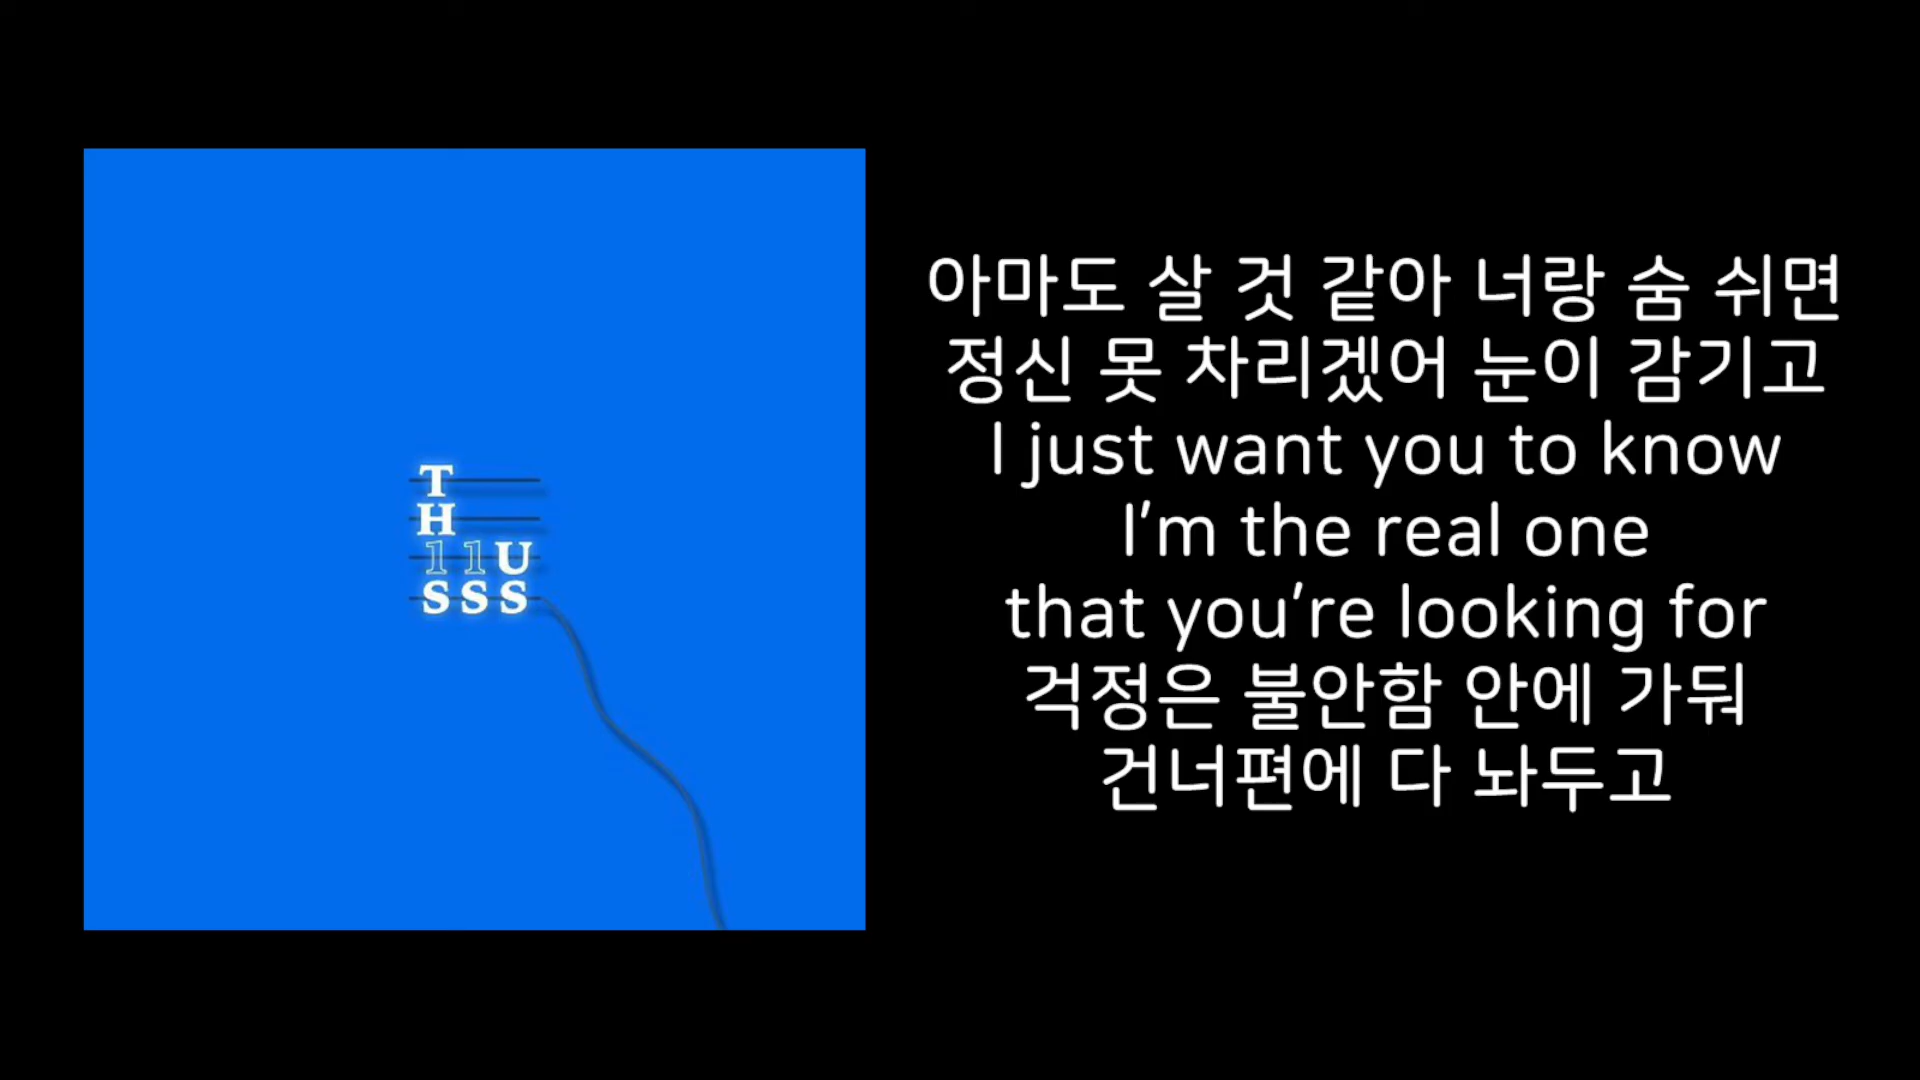 T
H
11U
SSS
아마도 살 것 같아 너랑 숨 쉬면
정신 못 차리겠어 눈이 감기고
I just want you to know
I'm the real one
that you're looking for
걱정은 불안함 안에 가둬
건너편에 다 놔두고